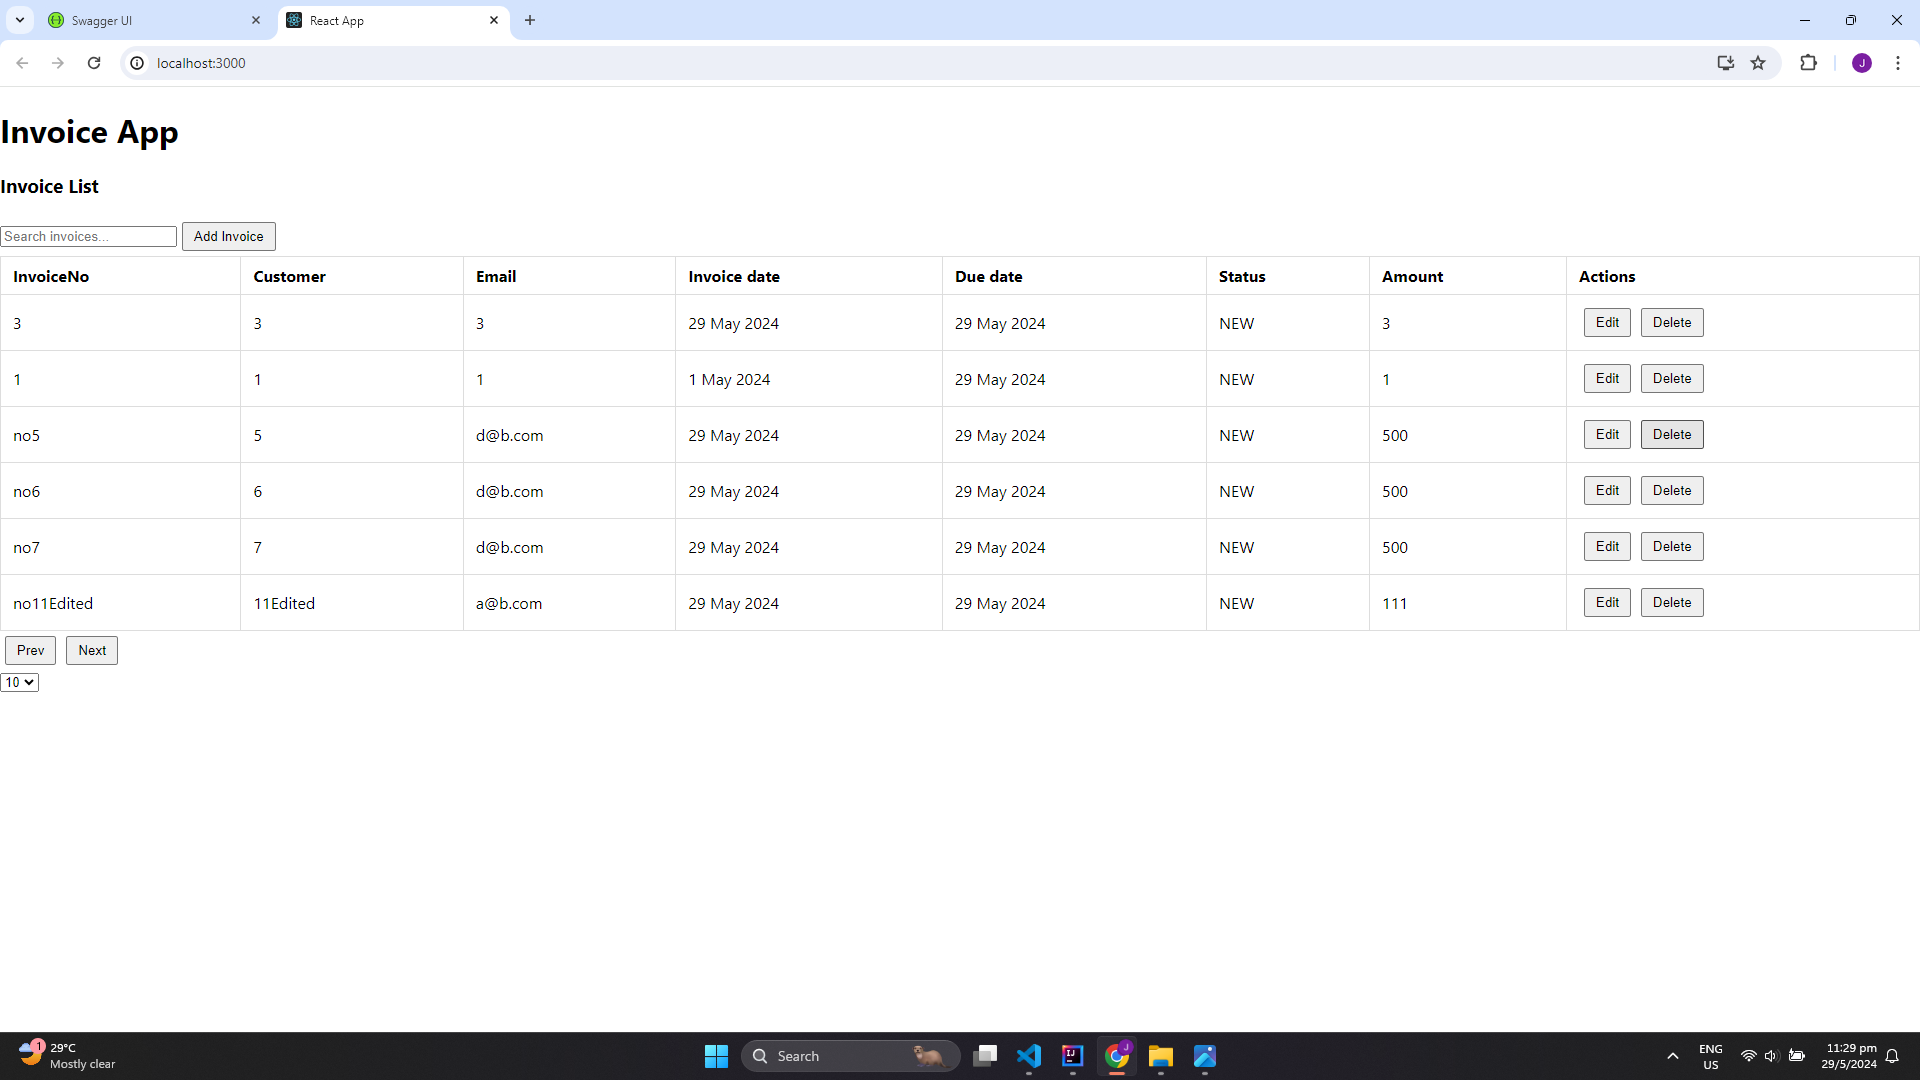 Swagger UI
React App
localhost:3000
J
Invoice App
Invoice List
Search invoices... Add Invoice
InvoiceNo Customer Email Invoice date Due date Status Amount Actions
3 3 3 29 May 2024 29 May 2024 NEW 3 Edit Delete
1 1 1 1 May 2024 29 May 2024 NEW 1 Edit Delete
no5 5 d@b.com 29 May 2024 29 May 2024 NEW 500 Edit Delete
no6 6 d@b.com 29 May 2024 29 May 2024 NEW 500 Edit Delete
no7 7 d@b.com 29 May 2024 29 May 2024 NEW 500 Edit Delete
no11Edited 11Edited a@b.com 29 May 2024 29 May 2024 NEW 111 Edit Delete
Prev Next
10
1
29°C
Mostly clear
Search
IJ
J
ENG
US
11:29 pm
29/5/2024